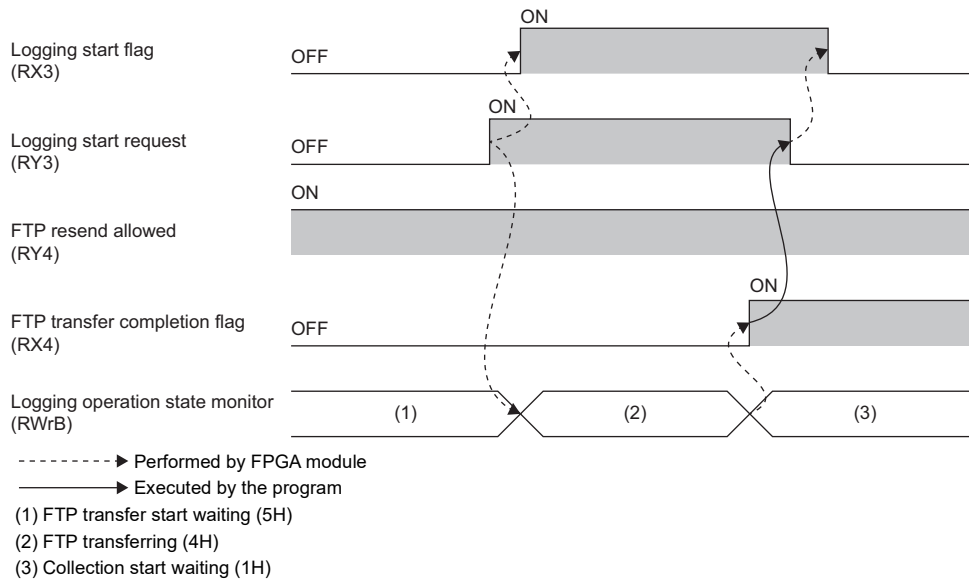 ON
Logging start flag
(RX3)
OFF
ON
Logging start request
(RY3)
OFF
ON
FTP resend allowed
(RY4)
ON
FTP transfer completion flag
(RX4)
OFF
Logging operation state monitor
(RWrB)
(1)
(2)
(3)
Performed by FPGA module
Executed by the program
(1) FTP transfer start waiting (5H)
(2) FTP transferring (4H)
(3) Collection start waiting (1H)